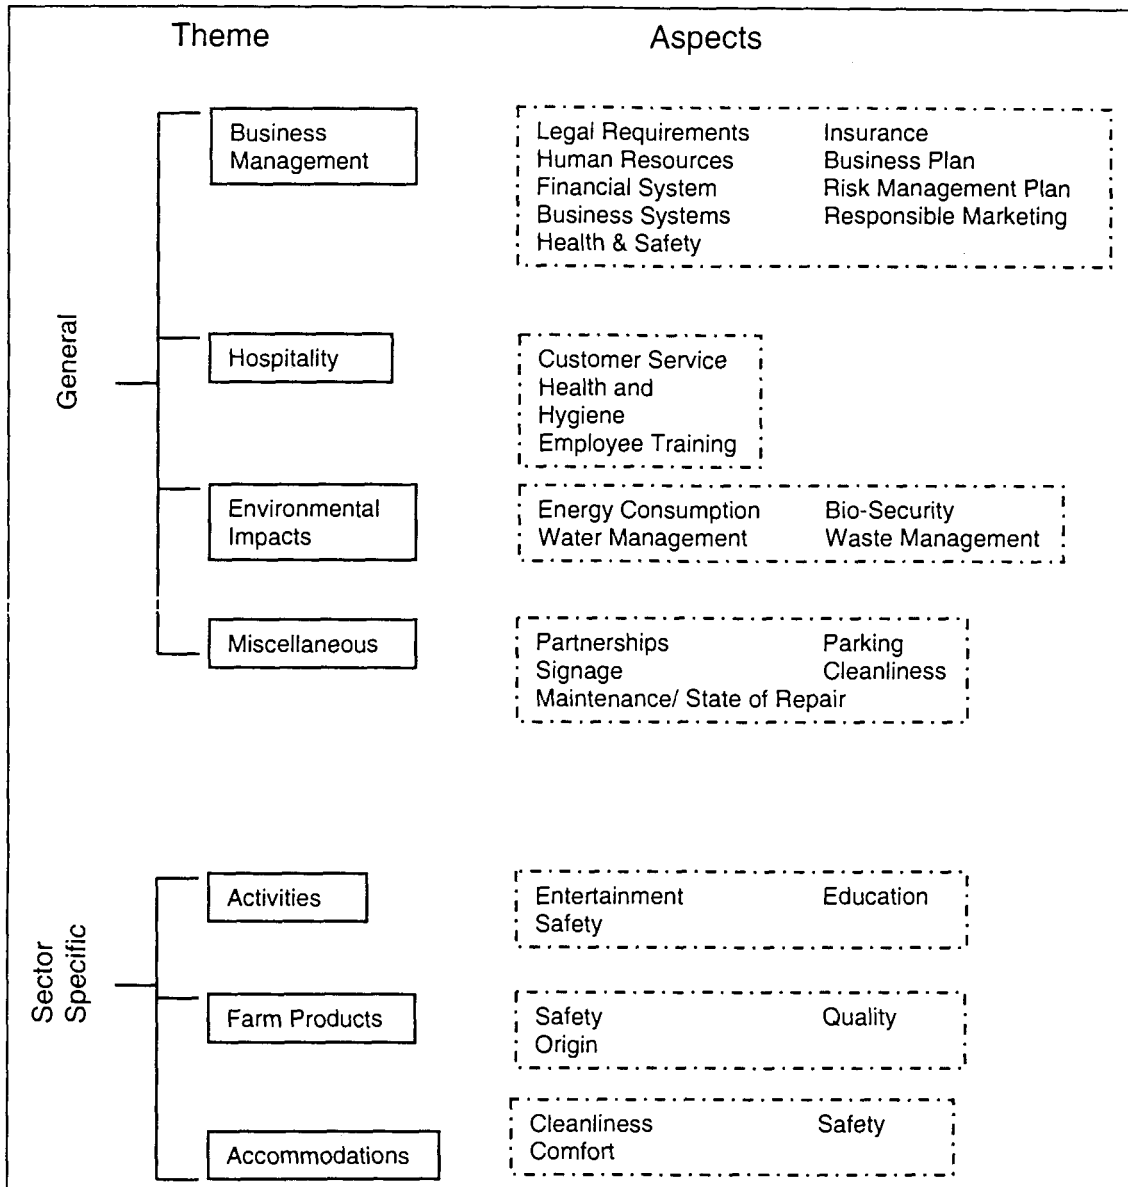 Theme
Aspects
General
Business
Management
Legal Requirements
Human Resources
Financial System
Business Systems
Health & Safety
Insurance
Business Plan
Risk Management Plan
Responsible Marketing
Hospitality
Customer Service
Health and
Hygiene
Employee Training
Environmental
Impacts
Energy Consumption
Water Management
Bio-Security
Waste Management
Miscellaneous
Partnerships
Signage
Maintenance/ State of Repair
Parking
Cleanliness
Sector
Specific
Activities
Entertainment
Safety
Education
Farm Products
Safety
Origin
Quality
Accommodations
Cleanliness
Comfort
Safety